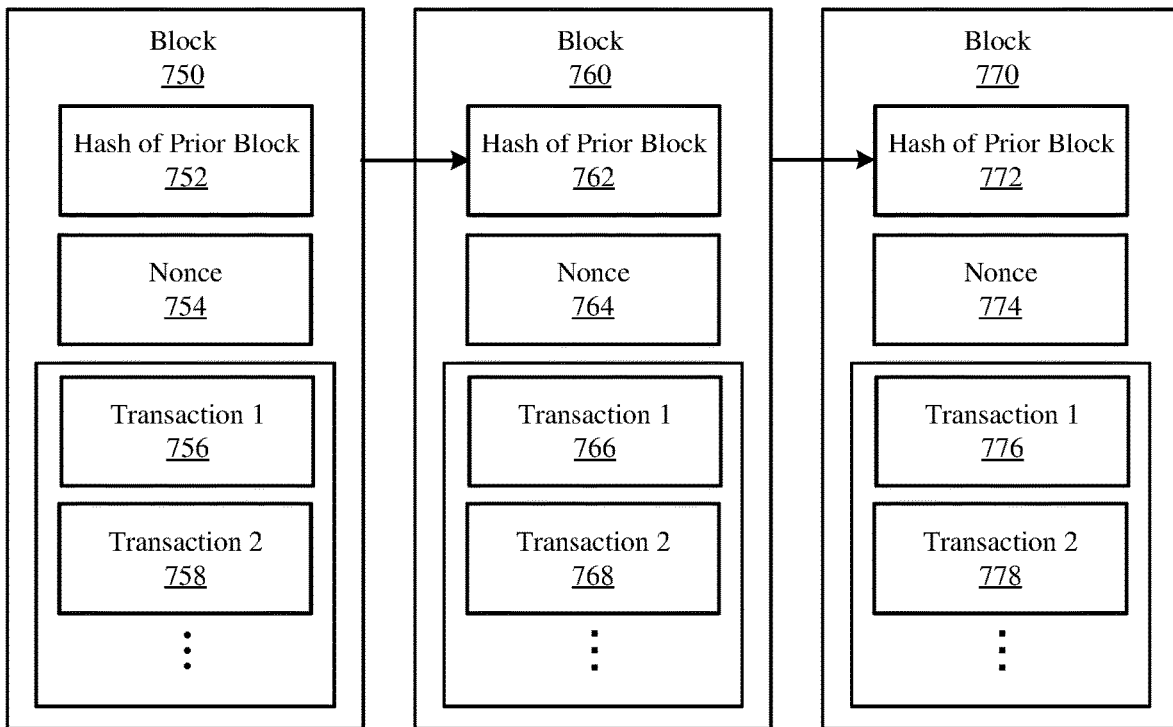 Block
750
Hash of Prior Block
752
Nonce
754
Transaction 1
756
Transaction 2
758
Block
760
Hash of Prior Block
762
Nonce
764
Transaction 1
766
Transaction 2
768
Block
770
Hash of Prior Block
772
Nonce
774
Transaction 1
776
Transaction 2
778